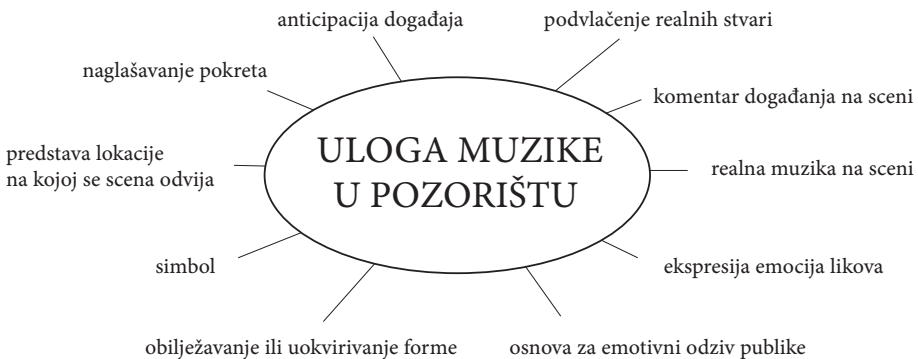 anticipacija događaja
podvlačenje realnih stvari
naglašavanje pokreta
komentar događanja na sceni
predstava lokacije
na kojoj se scena odvija
ULOGA MUZIKE
U POZORIŠTU
realna muzika na sceni
simbol
ekspresija emocija likova
obilježavanje ili uokvirivanje forme
osnova za emotivni odziv publike